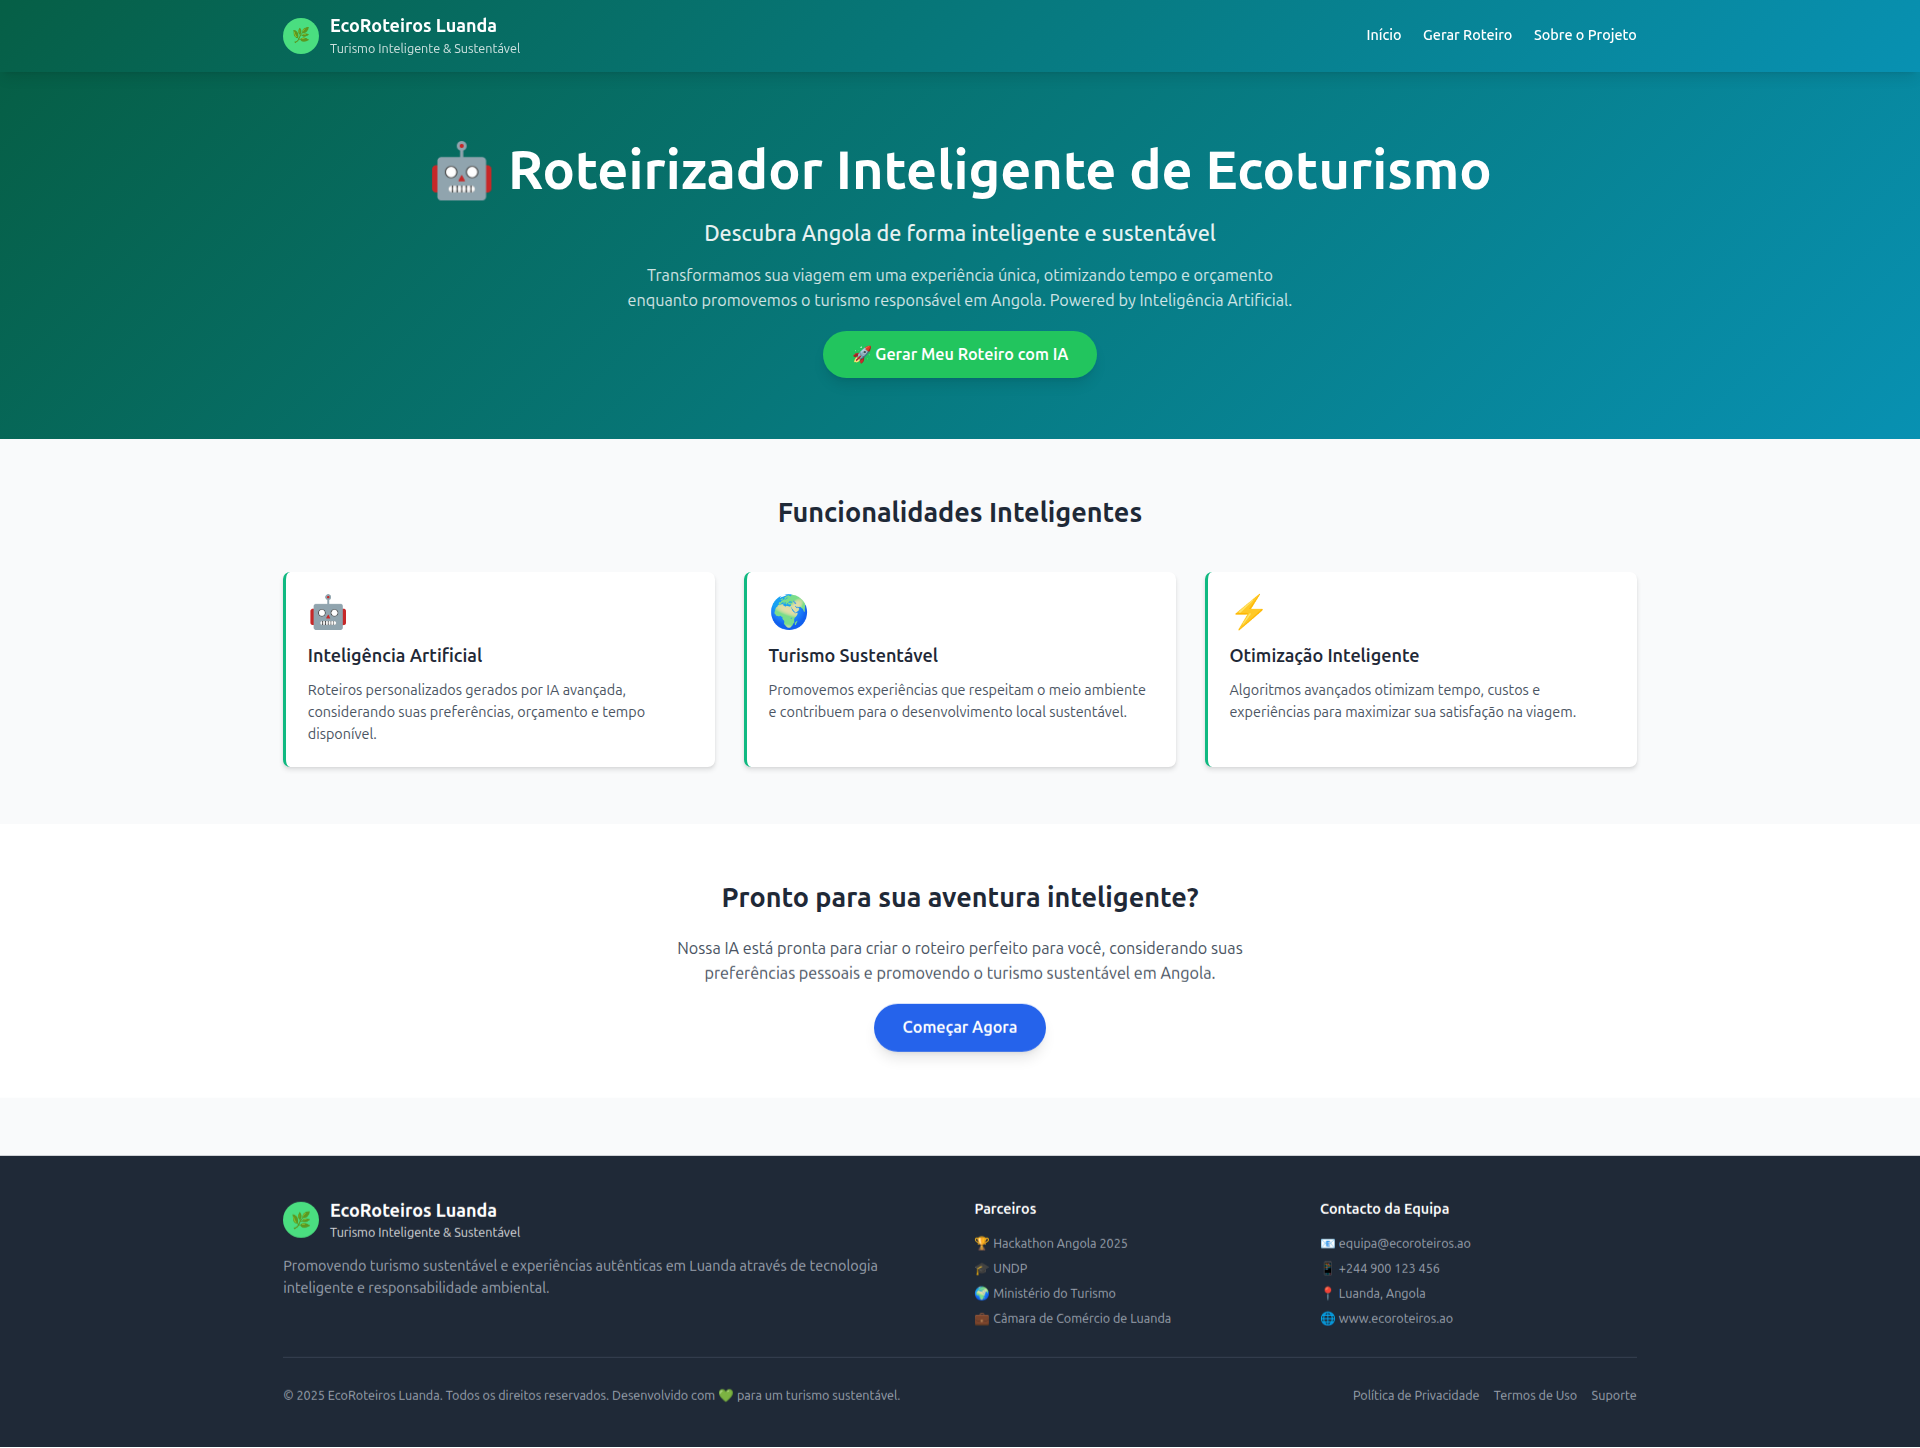 EcoRoteiros Luanda
Turismo Inteligente & Sustentável
Início
Gerar Roteiro
Sobre o Projeto
🤖 Roteirizador Inteligente de Ecoturismo
Descubra Angola de forma inteligente e sustentável
Transformamos sua viagem em uma experiência única, otimizando tempo e orçamento
enquanto promovemos o turismo responsável em Angola. Powered by Inteligência Artificial.
🚀 Gerar Meu Roteiro com IA
Funcionalidades Inteligentes
Inteligência Artificial
Roteiros personalizados gerados por IA avançada,
considerando suas preferências, orçamento e tempo
disponível.
Turismo Sustentável
Promovemos experiências que respeitam o meio ambiente
e contribuem para o desenvolvimento local sustentável.
Otimização Inteligente
Algoritmos avançados otimizam tempo, custos e
experiências para maximizar sua satisfação na viagem.
Pronto para sua aventura inteligente?
Nossa IA está pronta para criar o roteiro perfeito para você, considerando suas
preferências pessoais e promovendo o turismo sustentável em Angola.
Começar Agora
EcoRoteiros Luanda
Turismo Inteligente & Sustentável
Promovendo turismo sustentável e experiências autênticas em Luanda através de tecnologia
inteligente e responsabilidade ambiental.
Parceiros
🏆 Hackathon Angola 2025
🎓 UNDP
🌍 Ministério do Turismo
💼 Câmara de Comércio de Luanda
Contacto da Equipa
📧 equipa@ecoroteiros.ao
📱 +244 900 123 456
📍 Luanda, Angola
🌐 www.ecoroteiros.ao
© 2025 EcoRoteiros Luanda. Todos os direitos reservados. Desenvolvido com 💚 para um turismo sustentável.
Política de Privacidade
Termos de Uso
Suporte